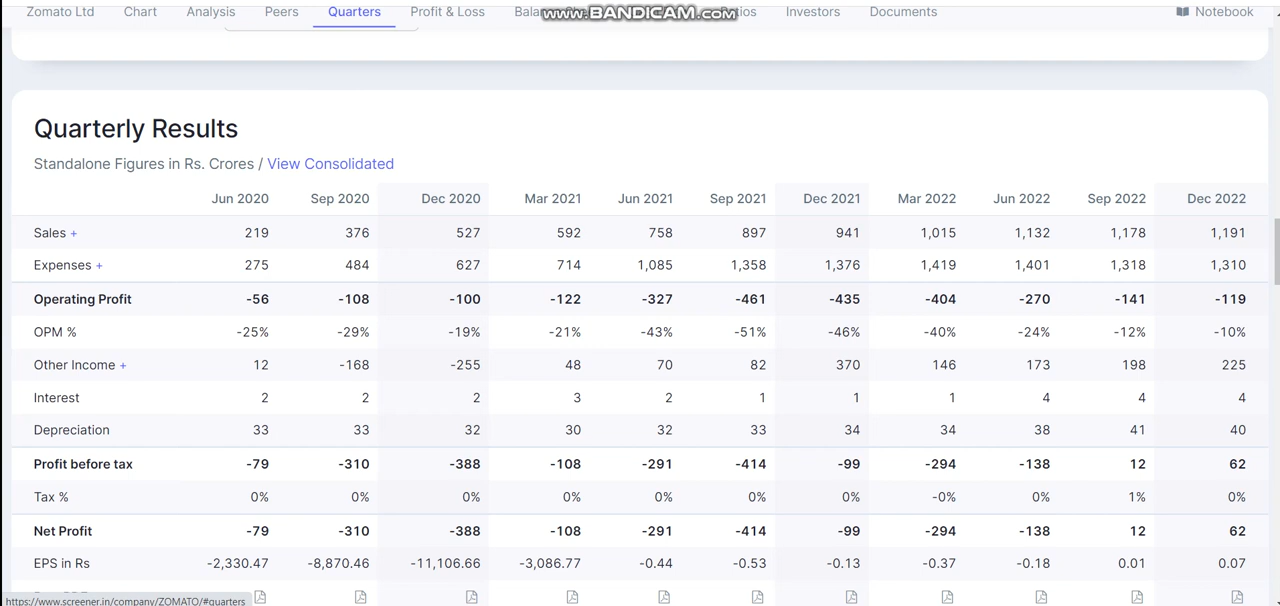 Zomato Ltd Chart Analysis Peers Quarters Profit & Loss www.BANDICAM.com Investors Documents Notebook
Quarterly Results
Standalone Figures in Rs. Crores / View Consolidated
Jun 2020 Sep 2020 Dec 2020 Mar 2021 Jun 2021 Sep 2021 Dec 2021 Mar 2022 Jun 2022 Sep 2022 Dec 2022
Sales + 219 376 527 592 758 897 941 1,015 1,132 1,178 1,191
Expenses + 275 484 627 714 1,085 1,358 1,376 1,419 1,401 1,318 1,310
Operating Profit -56 -108 -100 -122 -327 -461 -435 -404 -270 -141 -119
OPM % -25% -29% -19% -21% -43% -51% -46% -40% -24% -12% -10%
Other Income + 12 -168 -255 48 70 82 370 146 173 198 225
Interest 2 2 2 3 2 1 1 1 4 4 4
Depreciation 33 33 32 30 32 33 34 34 38 41 40
Profit before tax -79 -310 -388 -108 -291 -414 -99 -294 -138 12 62
Tax % 0% 0% 0% 0% 0% 0% 0% -0% 0% 1% 0%
Net Profit -79 -310 -388 -108 -291 -414 -99 -294 -138 12 62
EPS in Rs -2,330.47 -8,870.46 -11,106.66 -3,086.77 -0.44 -0.53 -0.13 -0.37 -0.18 0.01 0.07
https://www.screener.in/company/ZOMATO/#quarters